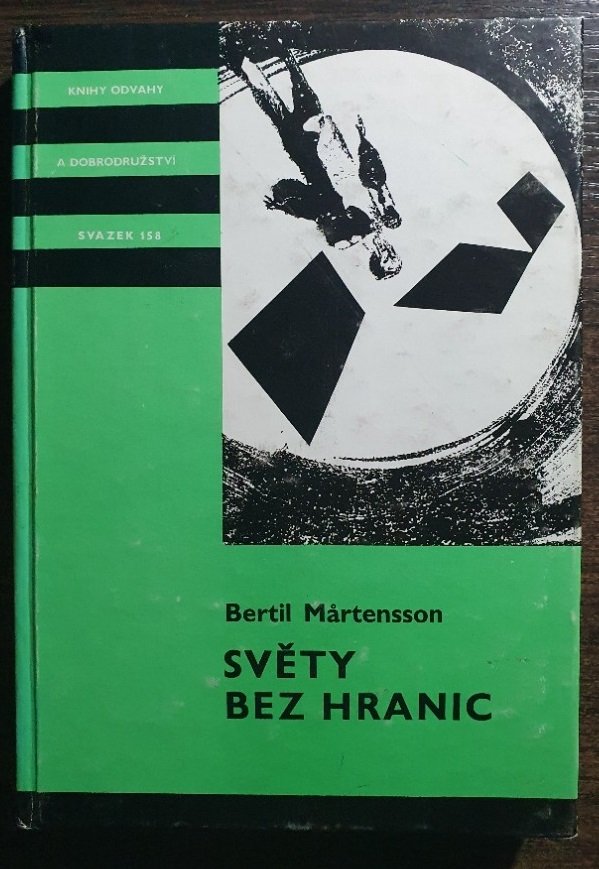 KNIHY ODVAHY
A DOBRODRUŽSTVÍ
SVAZEK 158
Bertil Mårtensson
SVĚTY
BEZ HRANIC